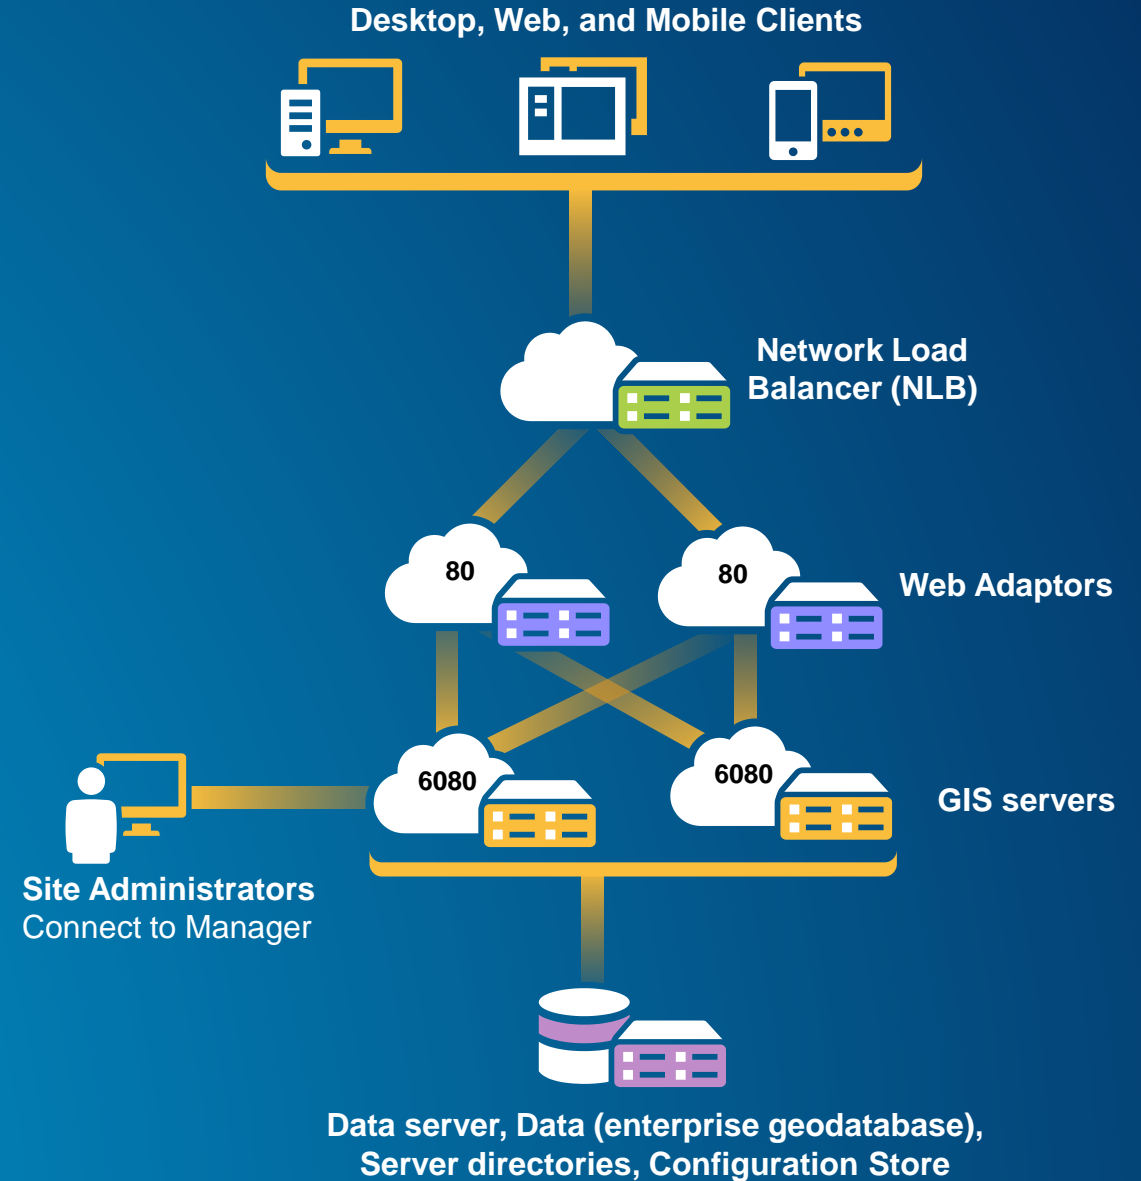 Desktop, Web, and Mobile Clients
Network Load
Balancer (NLB)
80
80
Web Adaptors
6080
6080
GIS servers
Site Administrators
Connect to Manager
Data server, Data (enterprise geodatabase),
Server directories, Configuration Store